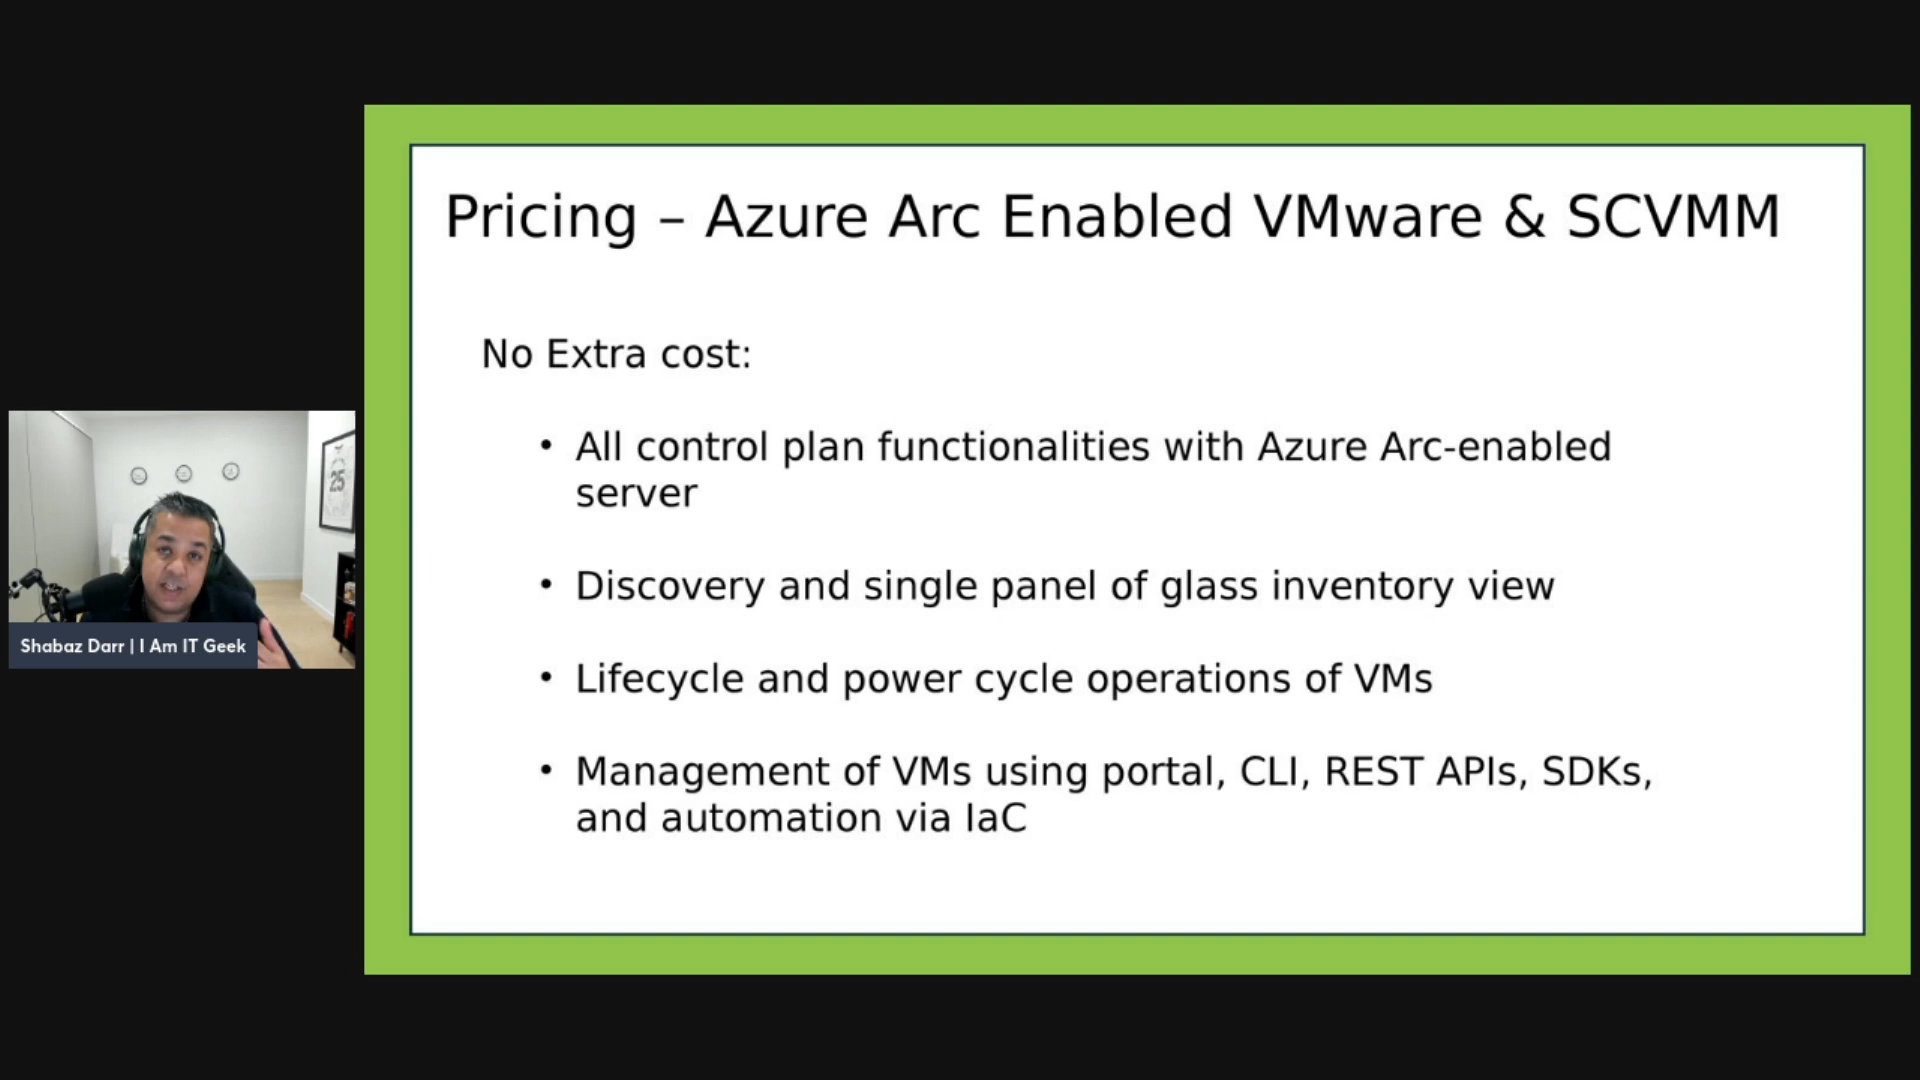 Pricing – Azure Arc Enabled VMware & SCVMM
No Extra cost:
• All control plan functionalities with Azure Arc-enabled
server
• Discovery and single panel of glass inventory view
• Lifecycle and power cycle operations of VMs
• Management of VMs using portal, CLI, REST APIs, SDKs,
and automation via IaC
25
Shabaz Darr | I Am IT Geek